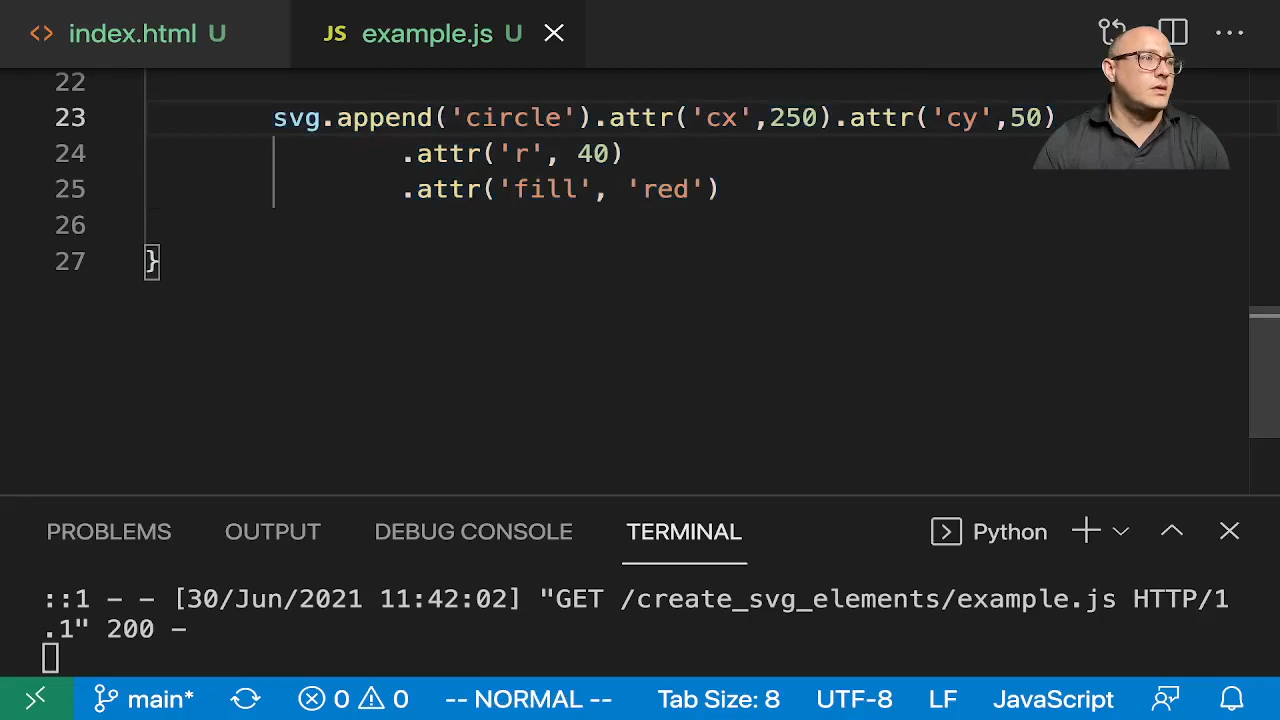 index.html U
JS example.js U
22
23 svg.append('circle').attr('cx',250).attr('cy',50)
24 .attr('r', 40)
25 .attr('fill', 'red')
26
27 }
PROBLEMS OUTPUT DEBUG CONSOLE TERMINAL Python
::1 - - [30/Jun/2021 11:42:02] "GET /create_svg_elements/example.js HTTP/1
.1" 200 -
main* 0 0 -- NORMAL -- Tab Size: 8 UTF-8 LF JavaScript